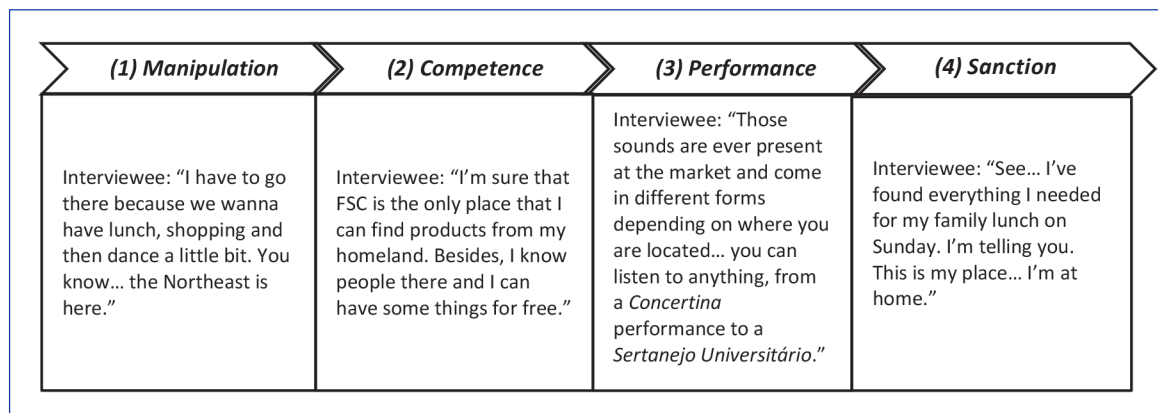 (1) Manipulation
(2) Competence
(3) Performance
(4) Sanction
Interviewee: “I have to go
there because we wanna
have lunch, shopping and
then dance a little bit. You
know… the Northeast is
here.”
Interviewee: “I’m sure that
FSC is the only place that I
can find products from my
homeland. Besides, I know
people there and I can
have some things for free.”
Interviewee: “Those
sounds are ever present
at the market and come
in different forms
depending on where you
are located… you can
listen to anything, from
a Concertina
performance to a
Sertanejo Universitário.”
Interviewee: “See… I’ve
found everything I needed
for my family lunch on
Sunday. I’m telling you.
This is my place… I’m at
home.”